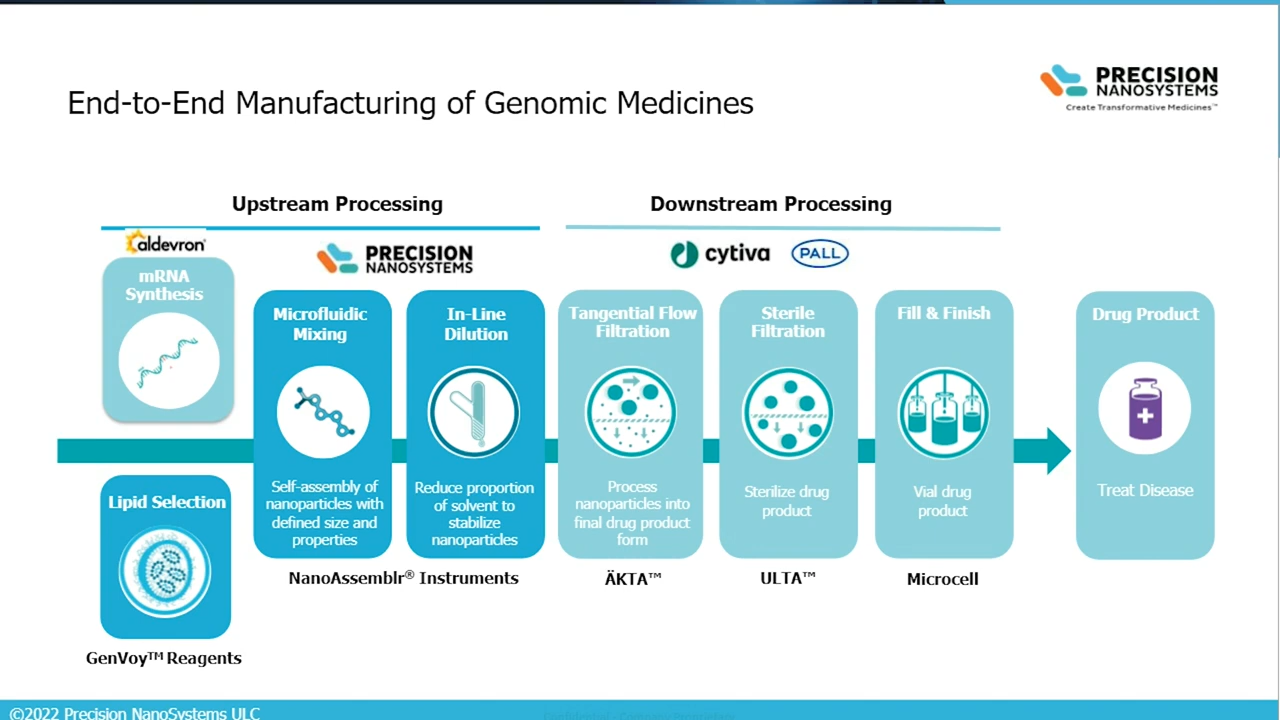 End-to-End Manufacturing of Genomic Medicines
PRECISION
NANOSYSTEMS
Create Transformative Medicines™
Upstream Processing
Downstream Processing
aldevron®
PRECISION
NANOSYSTEMS
cytiva
PALL
mRNA
Synthesis
Microfluidic
Mixing
In-Line
Dilution
Tangential Flow
Filtration
Sterile
Filtration
Fill & Finish
Drug Product
Lipid Selection
Self-assembly of
nanoparticles with
defined size and
properties
Reduce proportion
of solvent to
stabilize
nanoparticles
Process
nanoparticles into
final drug product
form
Sterilize drug
product
Vial drug
product
Treat Disease
NanoAssemblr® Instruments
ÄKTA™
ULTA™
Microcell
GenVoy™ Reagents
©2022 Precision NanoSystems ULC